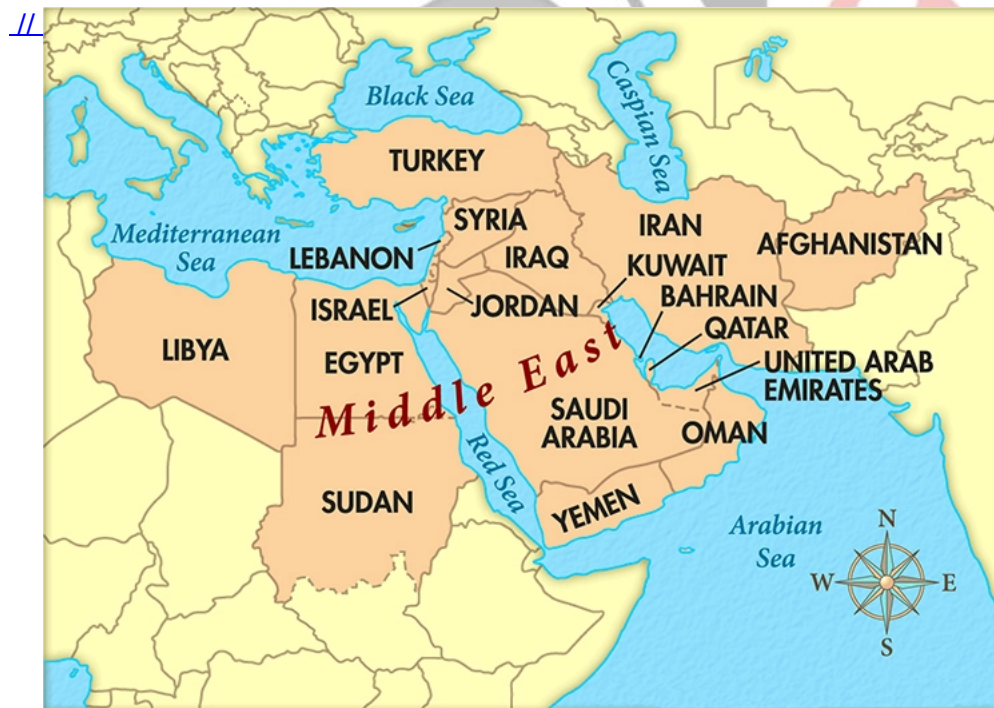 //
Black Sea
Caspian Sea
TURKEY
SYRIA
IRAN
Mediterranean
Sea
LEBANON
IRAQ
AFGHANISTAN
KUWAIT
ISRAEL
JORDAN
BAHRAIN
QATAR
LIBYA
EGYPT
UNITED ARAB
EMIRATES
Middle East
SAUDI
ARABIA
OMAN
Red Sea
SUDAN
YEMEN
Arabian
Sea
N
W
E
S